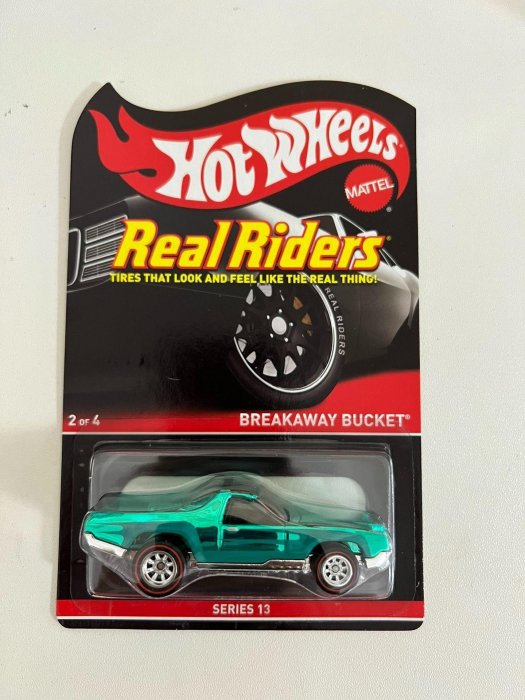 HOT WHEELS®
MATTEL
®
Real Riders®
TIRES THAT LOOK AND FEEL LIKE THE REAL THING!
REAL RIDERS
2 OF 4
BREAKAWAY BUCKET®
SERIES 13